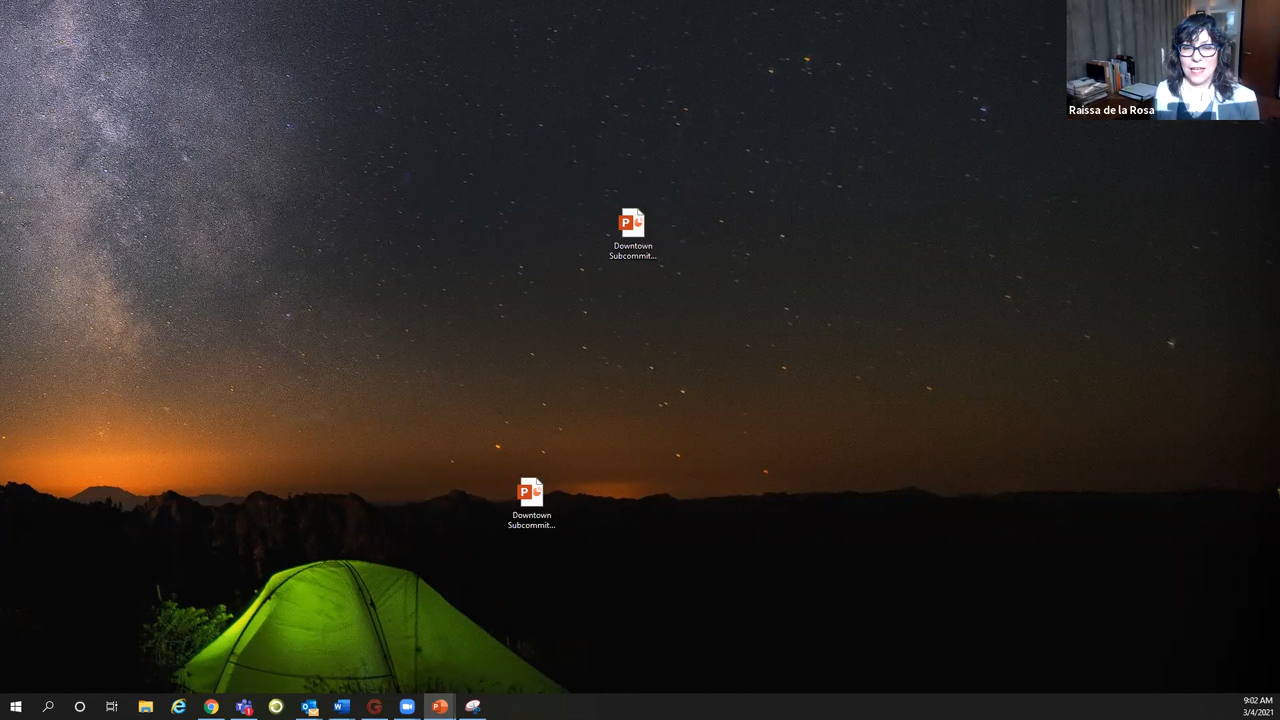 Raissa de la Rosa
Downtown
Subcommit...
Downtown
Subcommit...
9:02 AM
3/4/2021